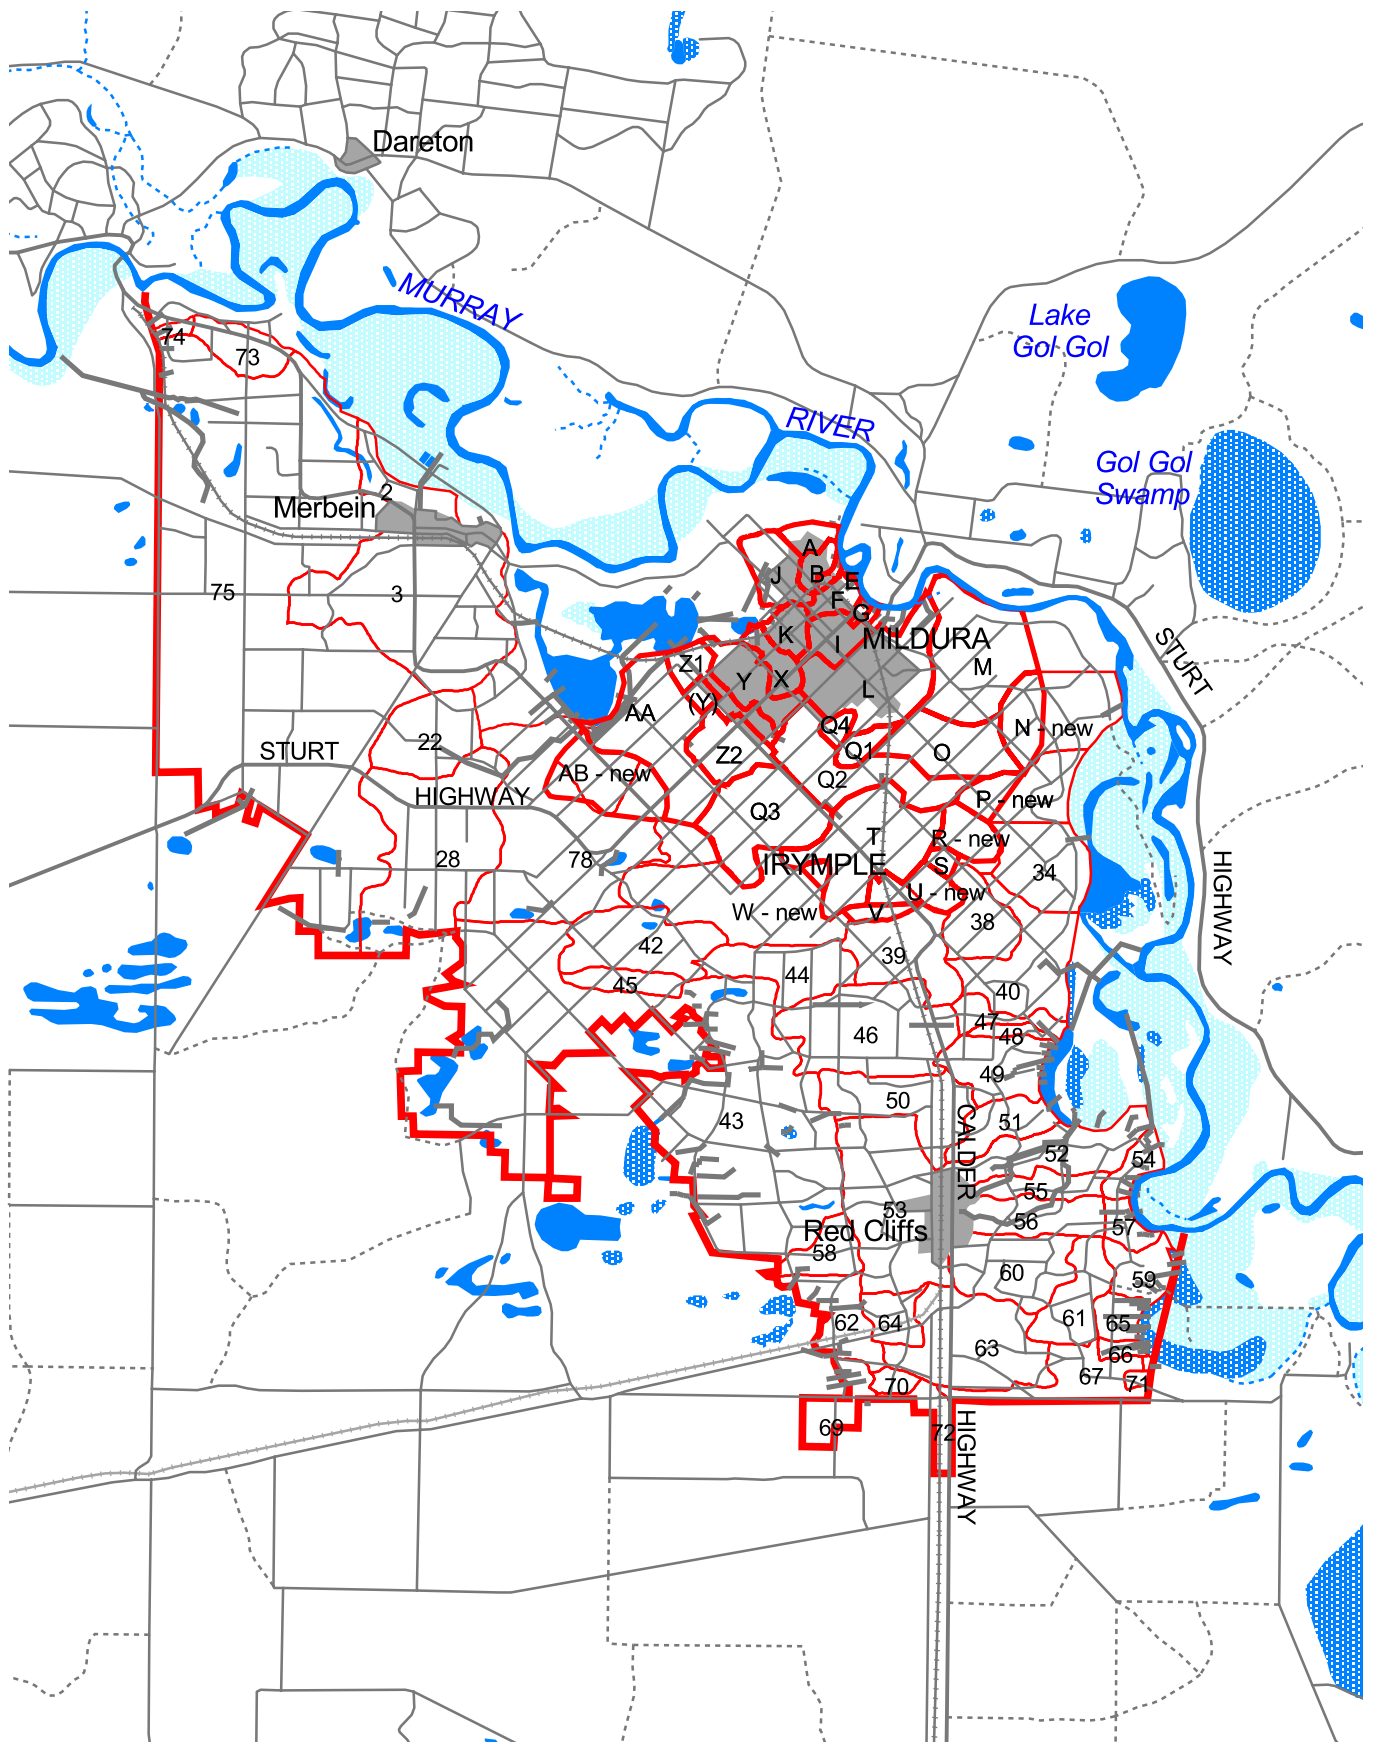 Dareton
MURRAY
Lake
Gol Gol
74
73
RIVER
Gol Gol
Swamp
2
Merbein
A
J
B
E
75
3
F
G
K
I
MILDURA
STURT
Z1
M
Y
X
L
(Y)
AA
Q4
N - new
22
STURT
Q1
O
Z2
AB - new
Q2
HIGHWAY
P - new
Q3
T
R - new
28
78
IRYMPLE
S
34
HIGHWAY
U - new
W - new
V
38
42
39
44
45
40
47
46
48
49
50
43
51
CALDER
52
54
55
53
56
57
Red Cliffs
58
60
59
61
62
64
65
63
66
67
70
71
69
72
HIGHWAY